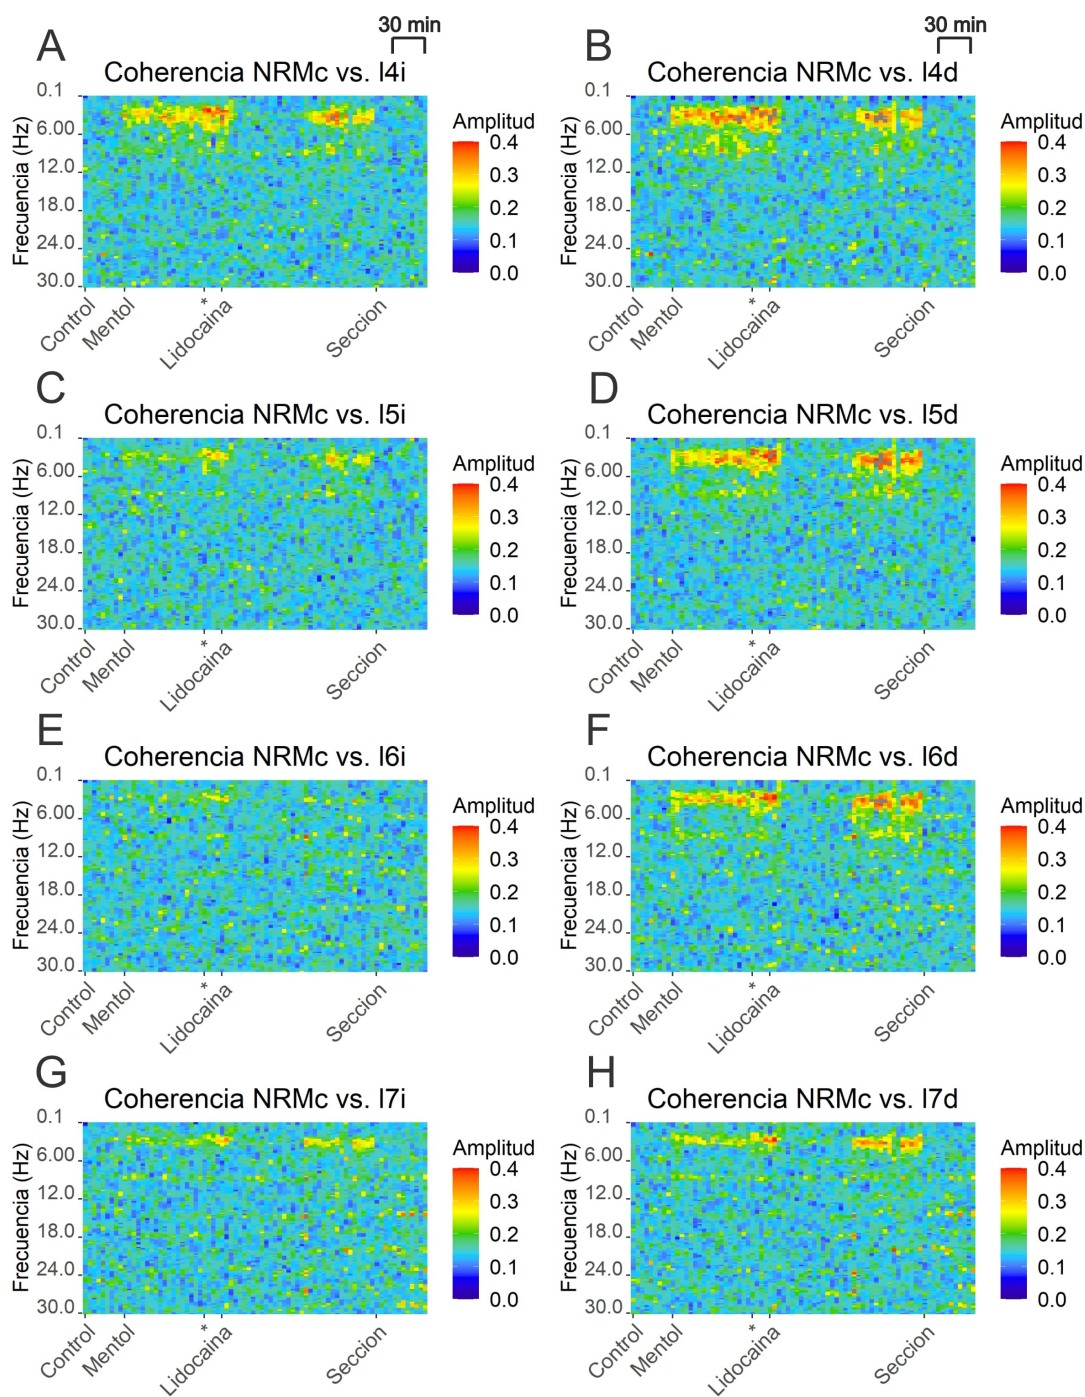 30 min
30 min
A
B
Coherencia NRMc vs. I4i
Coherencia NRMc vs. I4d
Frecuencia (Hz)
0.1
6.00
12.0
18.0
24.0
30.0
Control
Mentol
*
Lidocaina
Seccion
Amplitud
0.4
0.3
0.2
0.1
0.0
Frecuencia (Hz)
0.1
6.00
12.0
18.0
24.0
30.0
Control
Mentol
*
Lidocaina
Seccion
Amplitud
0.4
0.3
0.2
0.1
0.0
C
D
Coherencia NRMc vs. I5i
Coherencia NRMc vs. I5d
Frecuencia (Hz)
0.1
6.00
12.0
18.0
24.0
30.0
Control
Mentol
*
Lidocaina
Seccion
Amplitud
0.4
0.3
0.2
0.1
0.0
Frecuencia (Hz)
0.1
6.00
12.0
18.0
24.0
30.0
Control
Mentol
*
Lidocaina
Seccion
Amplitud
0.4
0.3
0.2
0.1
0.0
E
F
Coherencia NRMc vs. I6i
Coherencia NRMc vs. I6d
Frecuencia (Hz)
0.1
6.00
12.0
18.0
24.0
30.0
Control
Mentol
*
Lidocaina
Seccion
Amplitud
0.4
0.3
0.2
0.1
0.0
Frecuencia (Hz)
0.1
6.00
12.0
18.0
24.0
30.0
Control
Mentol
*
Lidocaina
Seccion
Amplitud
0.4
0.3
0.2
0.1
0.0
G
H
Coherencia NRMc vs. I7i
Coherencia NRMc vs. I7d
Frecuencia (Hz)
0.1
6.00
12.0
18.0
24.0
30.0
Control
Mentol
*
Lidocaina
Seccion
Amplitud
0.4
0.3
0.2
0.1
0.0
Frecuencia (Hz)
0.1
6.00
12.0
18.0
24.0
30.0
Control
Mentol
*
Lidocaina
Seccion
Amplitud
0.4
0.3
0.2
0.1
0.0